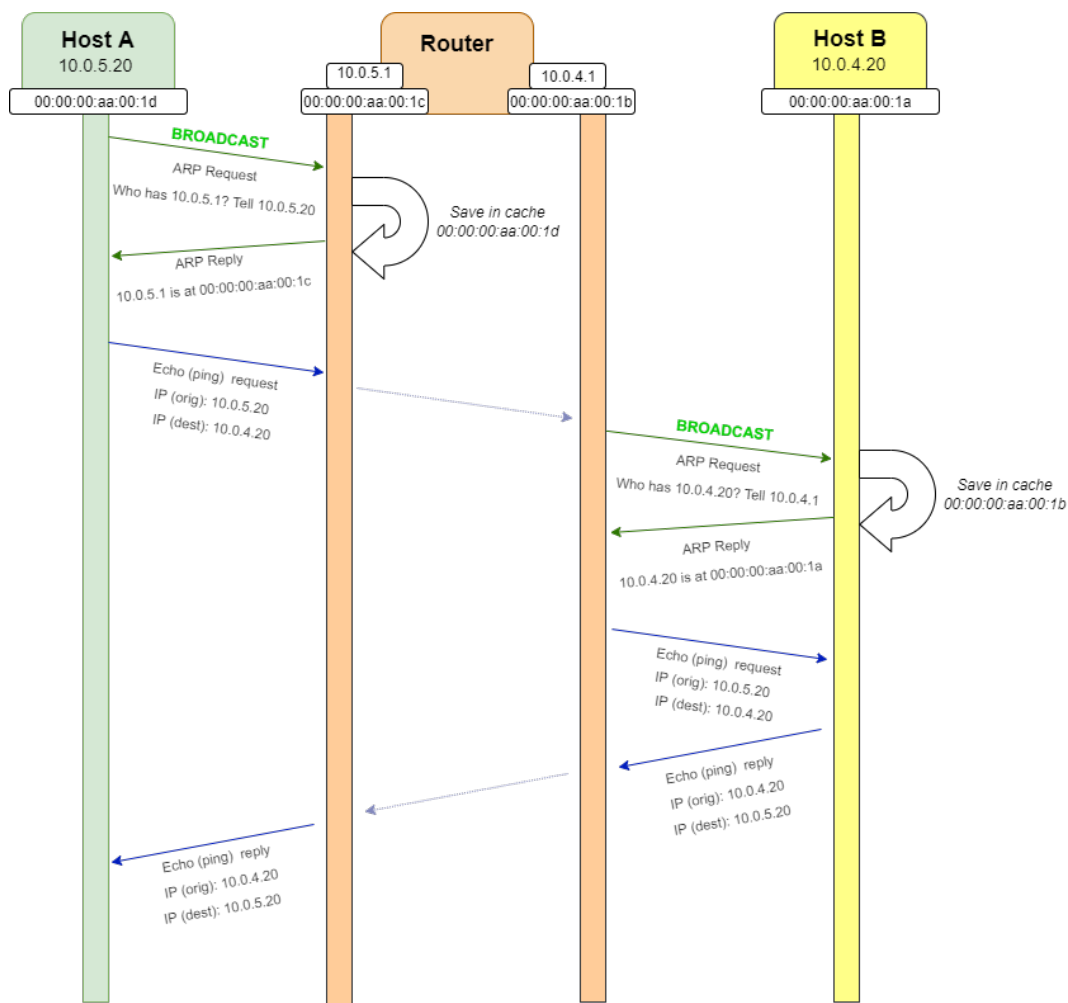 Host A
10.0.5.20
00:00:00:aa:00:1d
Router
10.0.5.1
00:00:00:aa:00:1c
10.0.4.1
00:00:00:aa:00:1b
Host B
10.0.4.20
00:00:00:aa:00:1a
BROADCAST
ARP Request
Who has 10.0.5.1? Tell 10.0.5.20
Save in cache
00:00:00:aa:00:1d
ARP Reply
10.0.5.1 is at 00:00:00:aa:00:1c
Echo (ping) request
IP (orig): 10.0.5.20
IP (dest): 10.0.4.20
BROADCAST
ARP Request
Who has 10.0.4.20? Tell 10.0.4.1
Save in cache
00:00:00:aa:00:1b
ARP Reply
10.0.4.20 is at 00:00:00:aa:00:1a
Echo (ping) request
IP (orig): 10.0.5.20
IP (dest): 10.0.4.20
Echo (ping) reply
IP (orig): 10.0.4.20
IP (dest): 10.0.5.20
Echo (ping) reply
IP (orig): 10.0.4.20
IP (dest): 10.0.5.20